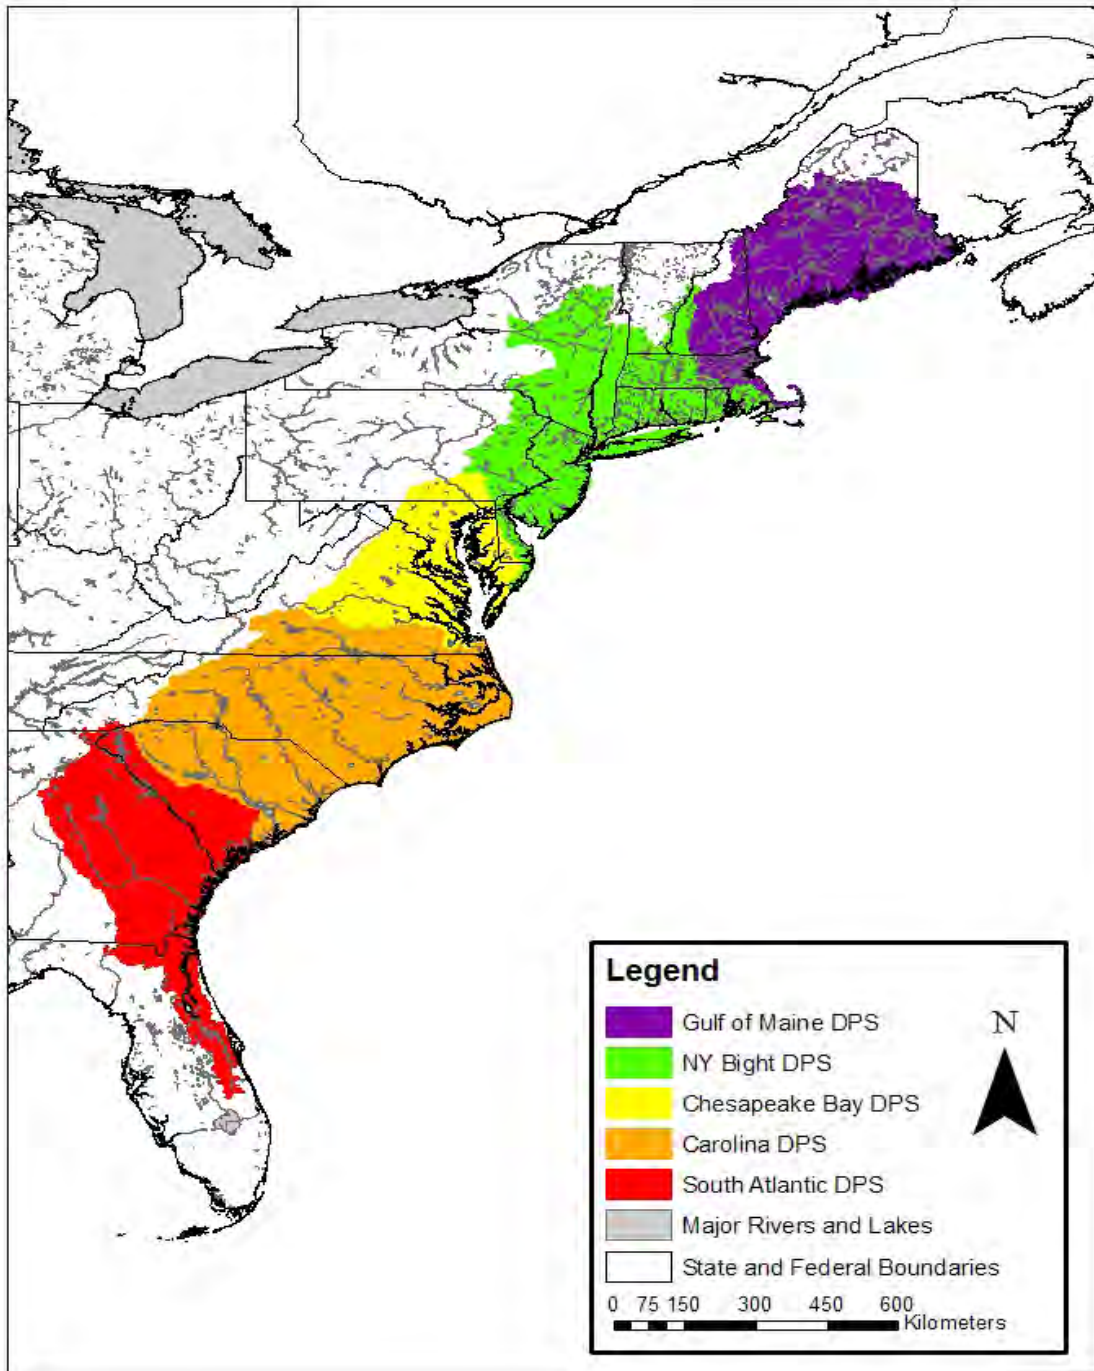 Legend
Gulf of Maine DPS
N
NY Bight DPS
Chesapeake Bay DPS
Carolina DPS
South Atlantic DPS
Major Rivers and Lakes
State and Federal Boundaries
0 75 150 300 450 600
Kilometers